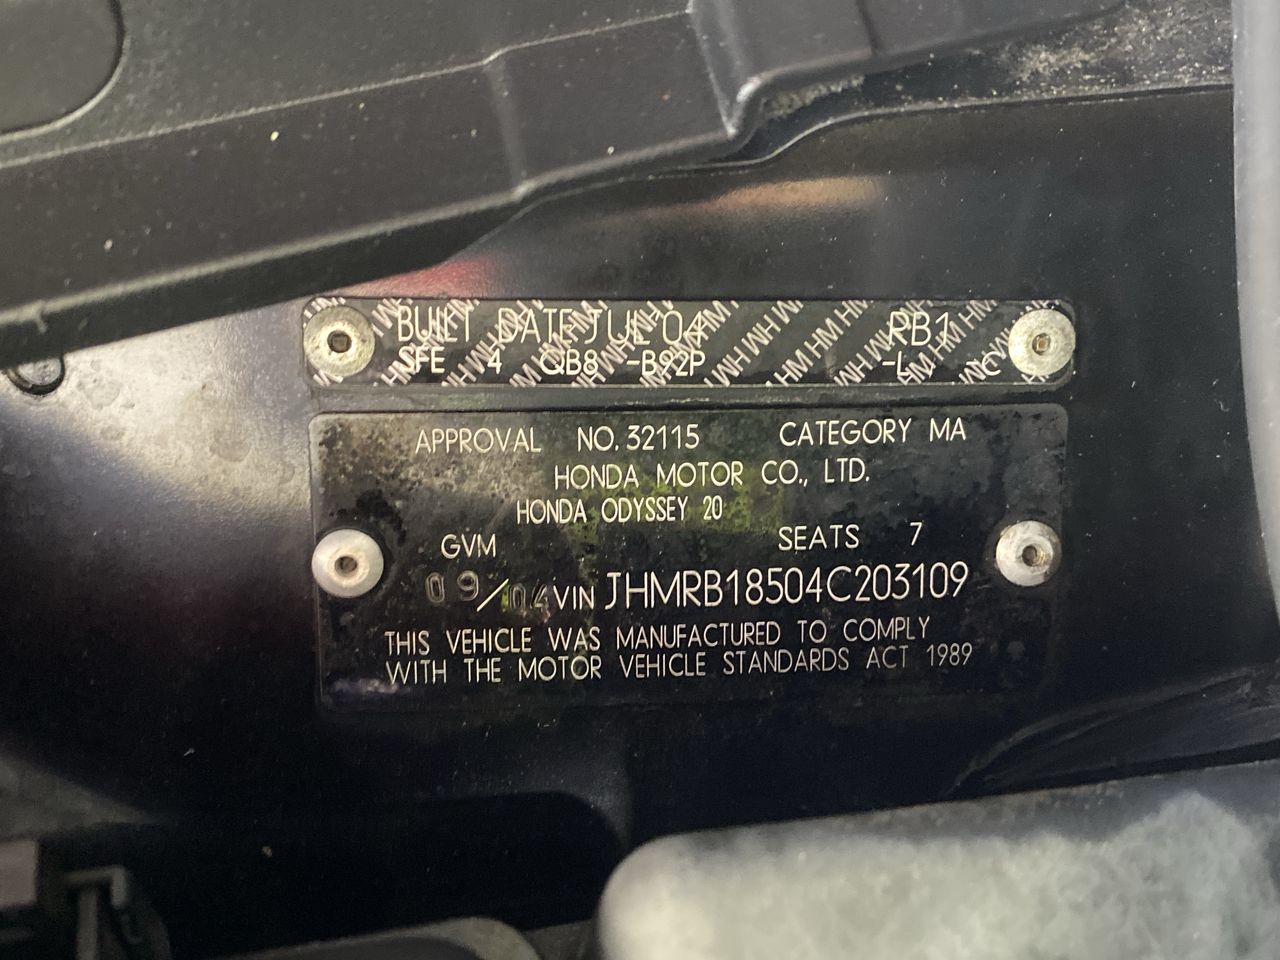 BUILT DATE JUL'04 RB1
SFE 4 QB8 -B92P -L C
APPROVAL NO. 32115 CATEGORY MA
HONDA MOTOR CO., LTD.
HONDA ODYSSEY 20
GVM SEATS 7
09/04 VIN JHMRB18504C203109
THIS VEHICLE WAS MANUFACTURED TO COMPLY
WITH THE MOTOR VEHICLE STANDARDS ACT 1989